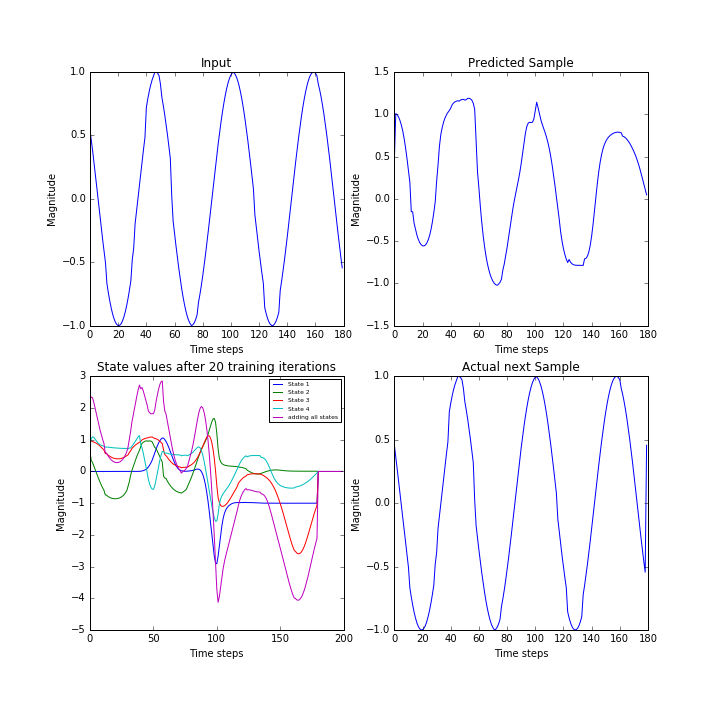 Input
1.0
0.5
0.0
−0.5
−1.0
Magnitude
0 20 40 60 80 100 120 140 160 180
Time steps
Predicted Sample
1.5
1.0
0.5
0.0
−0.5
−1.0
−1.5
Magnitude
0 20 40 60 80 100 120 140 160 180
Time steps
State values after 20 training iterations
3
2
1
0
−1
−2
−3
−4
−5
Magnitude
State 1
State 2
State 3
State 4
adding all states
0 50 100 150 200
Time steps
Actual next Sample
1.0
0.5
0.0
−0.5
−1.0
Magnitude
0 20 40 60 80 100 120 140 160 180
Time steps